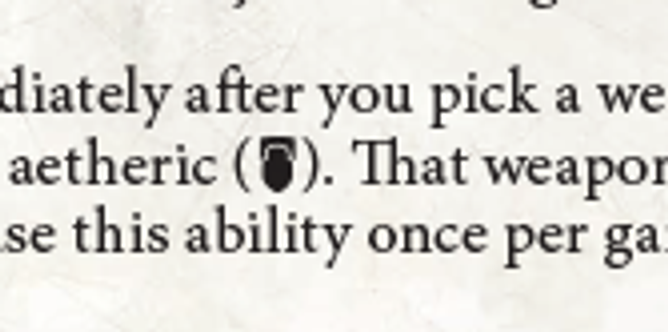 diately after you pick a we
aetheric (). That weapon
se this ability once per ga